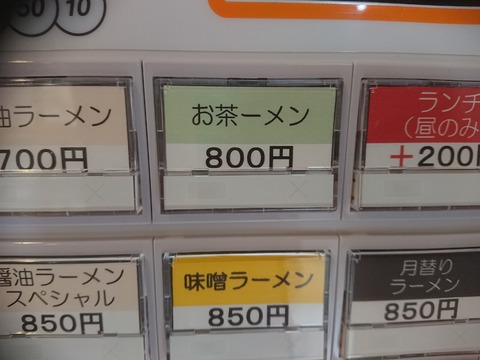 50 10
油ラーメン
700円
お茶ーメン
800円
ランチ
(昼のみ
+200円
醤油ラーメン
スペシャル
850円
味噌ラーメン
850円
月替り
ラーメン
850円